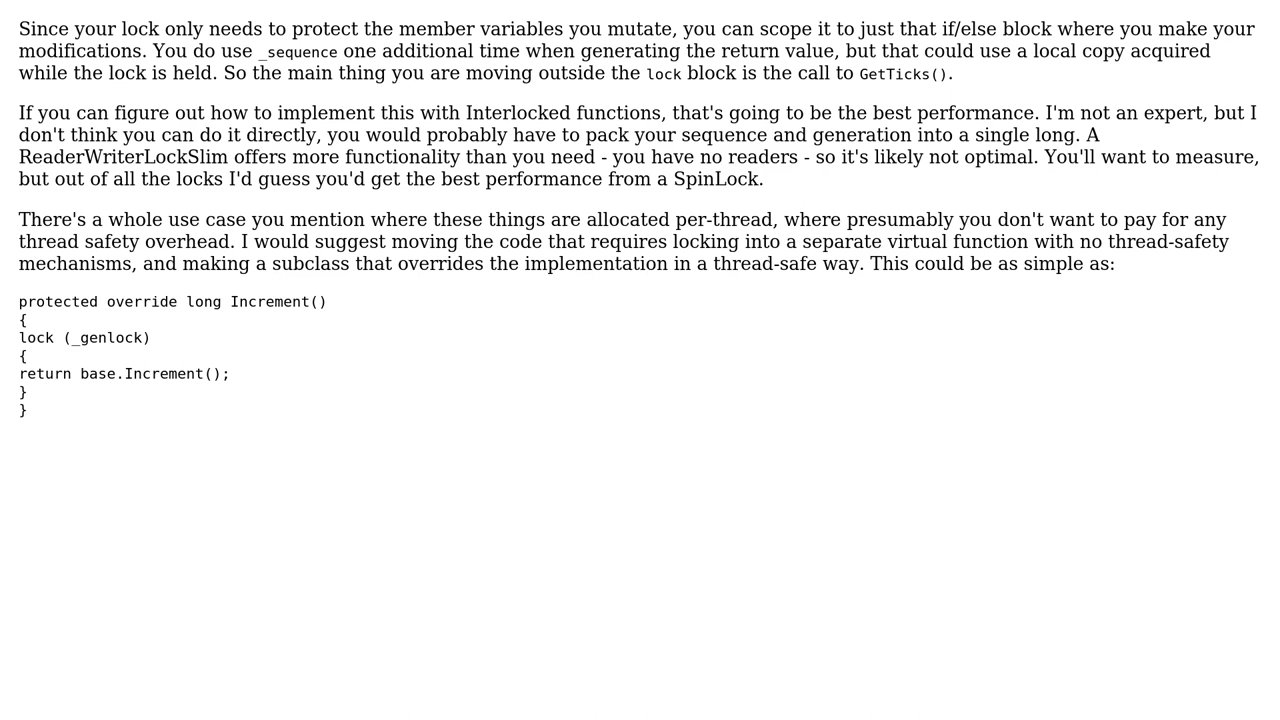 Since your lock only needs to protect the member variables you mutate, you can scope it to just that if/else block where you make your
modifications. You do use _sequence one additional time when generating the return value, but that could use a local copy acquired
while the lock is held. So the main thing you are moving outside the lock block is the call to GetTicks().
If you can figure out how to implement this with Interlocked functions, that's going to be the best performance. I'm not an expert, but I
don't think you can do it directly, you would probably have to pack your sequence and generation into a single long. A
ReaderWriterLockSlim offers more functionality than you need - you have no readers - so it's likely not optimal. You'll want to measure,
but out of all the locks I'd guess you'd get the best performance from a SpinLock.
There's a whole use case you mention where these things are allocated per-thread, where presumably you don't want to pay for any
thread safety overhead. I would suggest moving the code that requires locking into a separate virtual function with no thread-safety
mechanisms, and making a subclass that overrides the implementation in a thread-safe way. This could be as simple as:
protected override long Increment()
{
lock (_genlock)
{
return base.Increment();
}
}